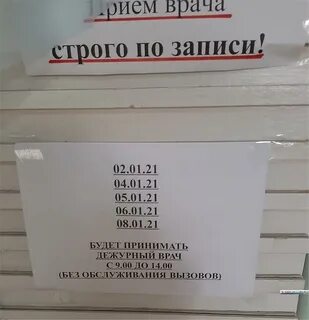 Приём врача
строго по записи!
02.01.21
04.01.21
05.01.21
06.01.21
08.01.21
БУДЕТ ПРИНИМАТЬ
ДЕЖУРНЫЙ ВРАЧ
С 9.00 ДО 14.00
(БЕЗ ОБСЛУЖИВАНИЯ ВЫЗОВОВ)